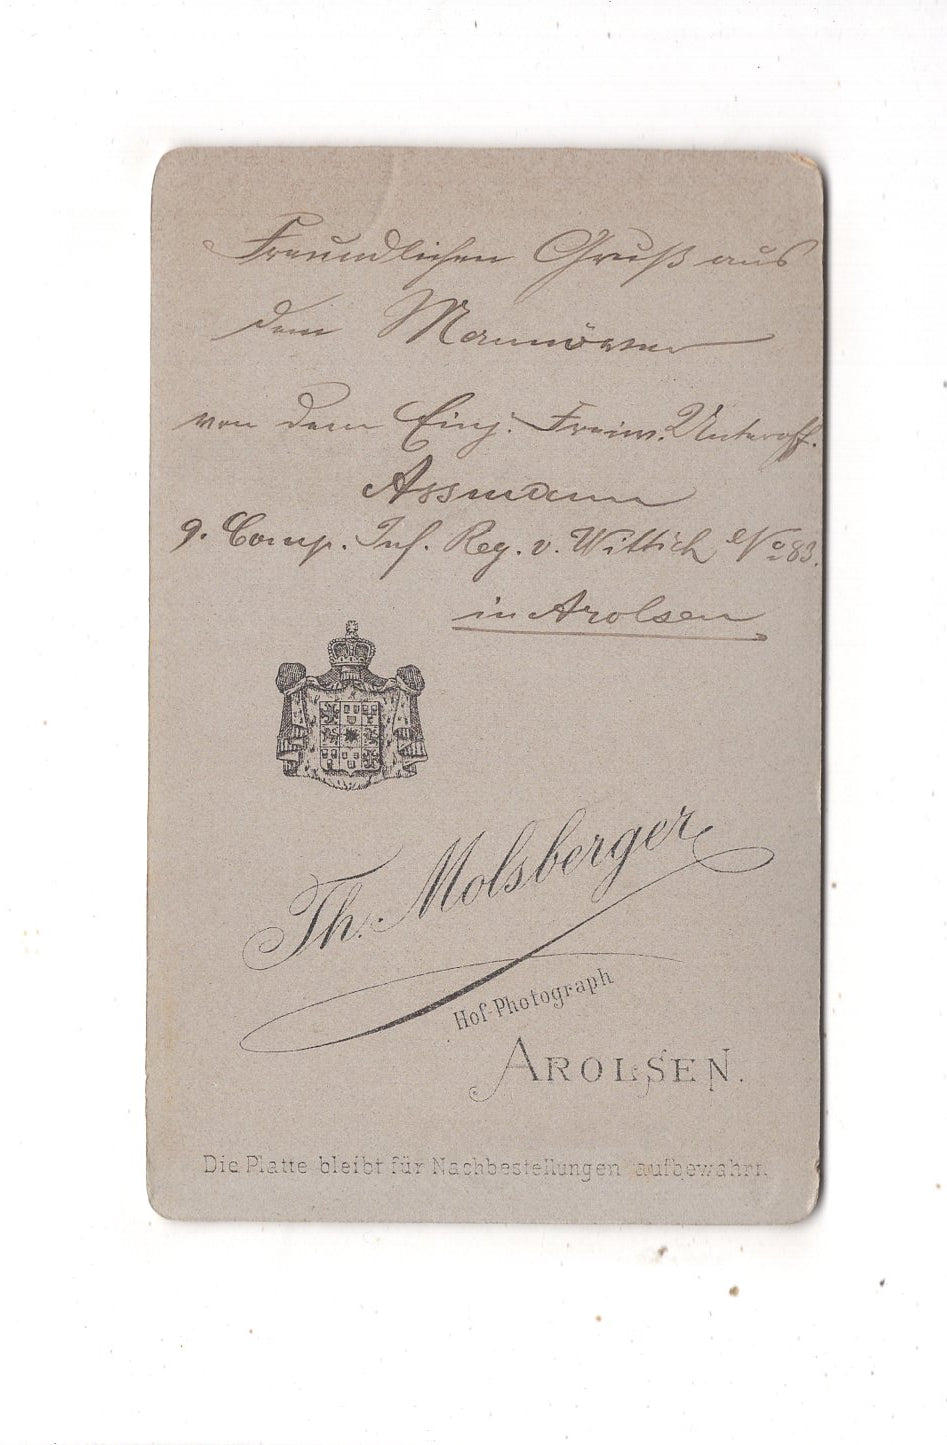 Freundlichen Gruß aus
dem Mannöver
von dem Einj. Freiw. Unteroff.
Assmann
9. Comp. Inf. Reg. v. Wittich No 83.
in Arolsen
Th. Molsberger
Hof-Photograph
AROLSEN.
Die Platte bleibt für Nachbestellungen aufbewahrt.